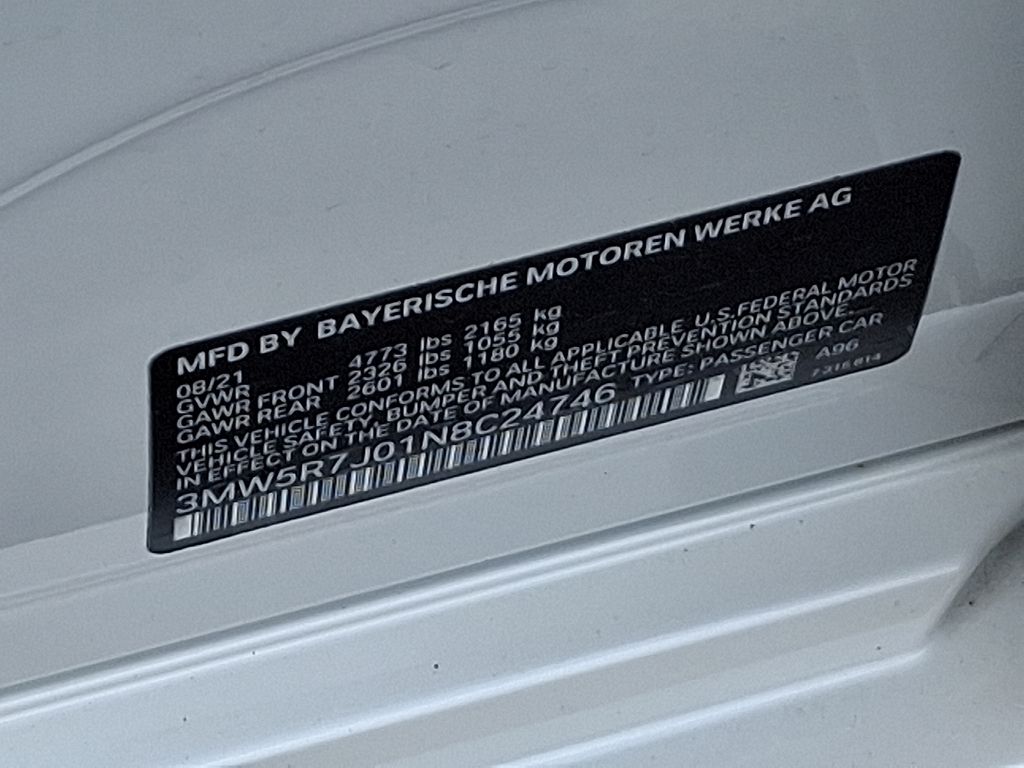 MFD BY BAYERISCHE MOTOREN WERKE AG
08/21
GVWR 4773 lbs 2165 kg
GAWR FRONT 2326 lbs 1055 kg
GAWR REAR 2601 lbs 1180 kg
THIS VEHICLE CONFORMS TO ALL APPLICABLE U.S.FEDERAL MOTOR
VEHICLE SAFETY, BUMPER AND THEFT PREVENTION STANDARDS
IN EFFECT ON THE DATE OF MANUFACTURE SHOWN ABOVE.
3MW5R7J01N8C24746 TYPE: PASSENGER CAR
A96